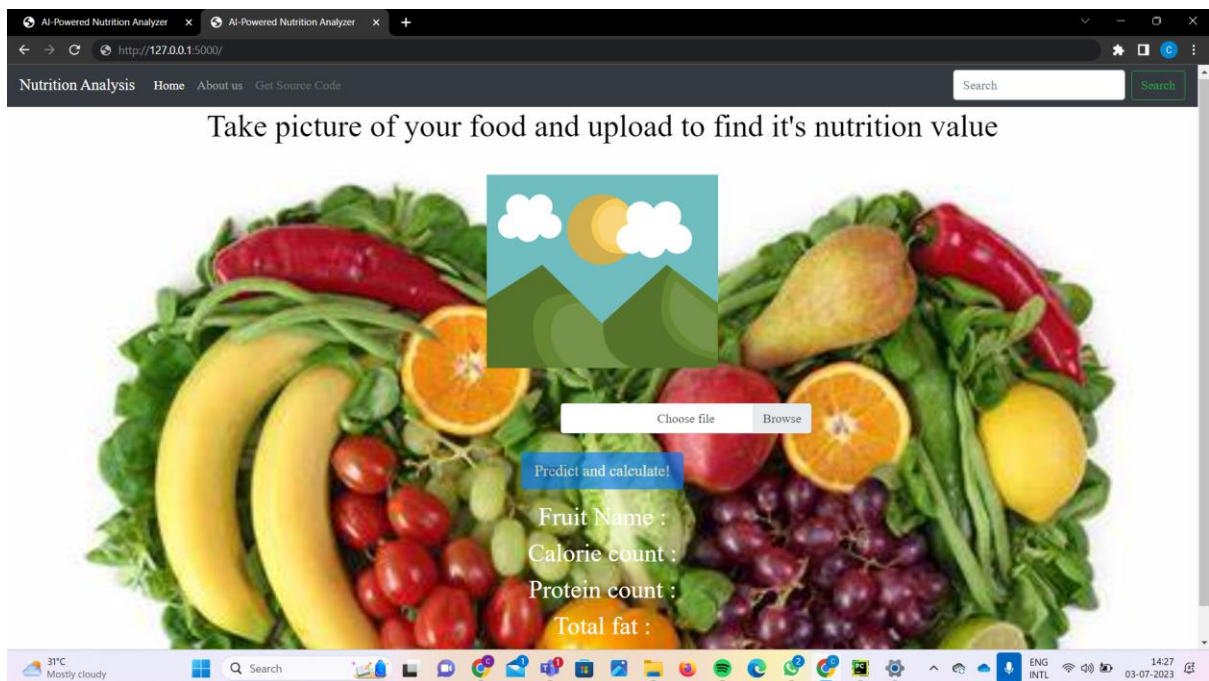 AI-Powered Nutrition Analyzer AI-Powered Nutrition Analyzer
http://127.0.0.1:5000/
C
Nutrition Analysis Home About us Get Source Code Search Search
Take picture of your food and upload to find it's nutrition value
Choose file Browse
Predict and calculate!
Fruit Name :
Calorie count :
Protein count :
Total fat :
31°C
Mostly cloudy
Search
ENG
INTL
14:27
03-07-2023